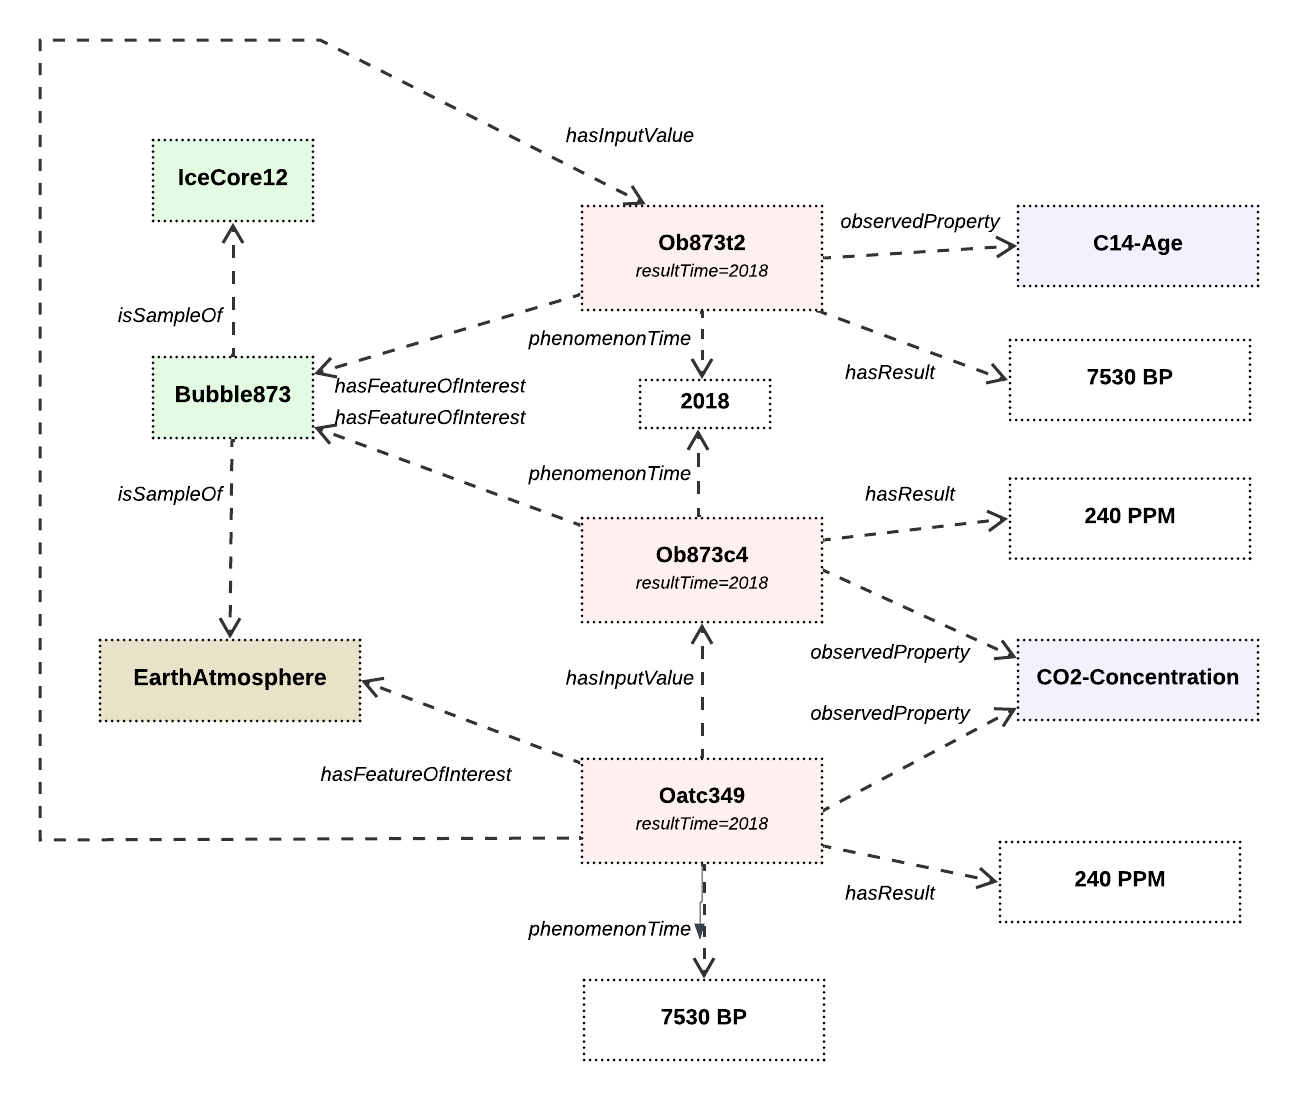 hasInputValue
IceCore12
Ob873t2
resultTime=2018
observedProperty
C14-Age
isSampleOf
phenomenonTime
hasResult
7530 BP
Bubble873
hasFeatureOfInterest
hasFeatureOfInterest
2018
isSampleOf
phenomenonTime
hasResult
240 PPM
Ob873c4
resultTime=2018
observedProperty
EarthAtmosphere
hasInputValue
CO2-Concentration
observedProperty
hasFeatureOfInterest
Oatc349
resultTime=2018
hasResult
240 PPM
phenomenonTime
7530 BP